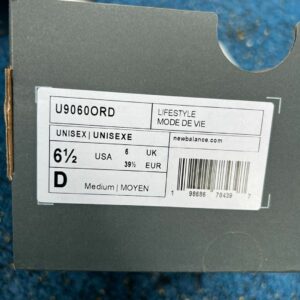 U9060ORD
LIFESTYLE
MODE DE VIE
UNISEX | UNISEXE
newbalance.com
6½ USA 6 UK
39½ EUR
D Medium | MOYEN